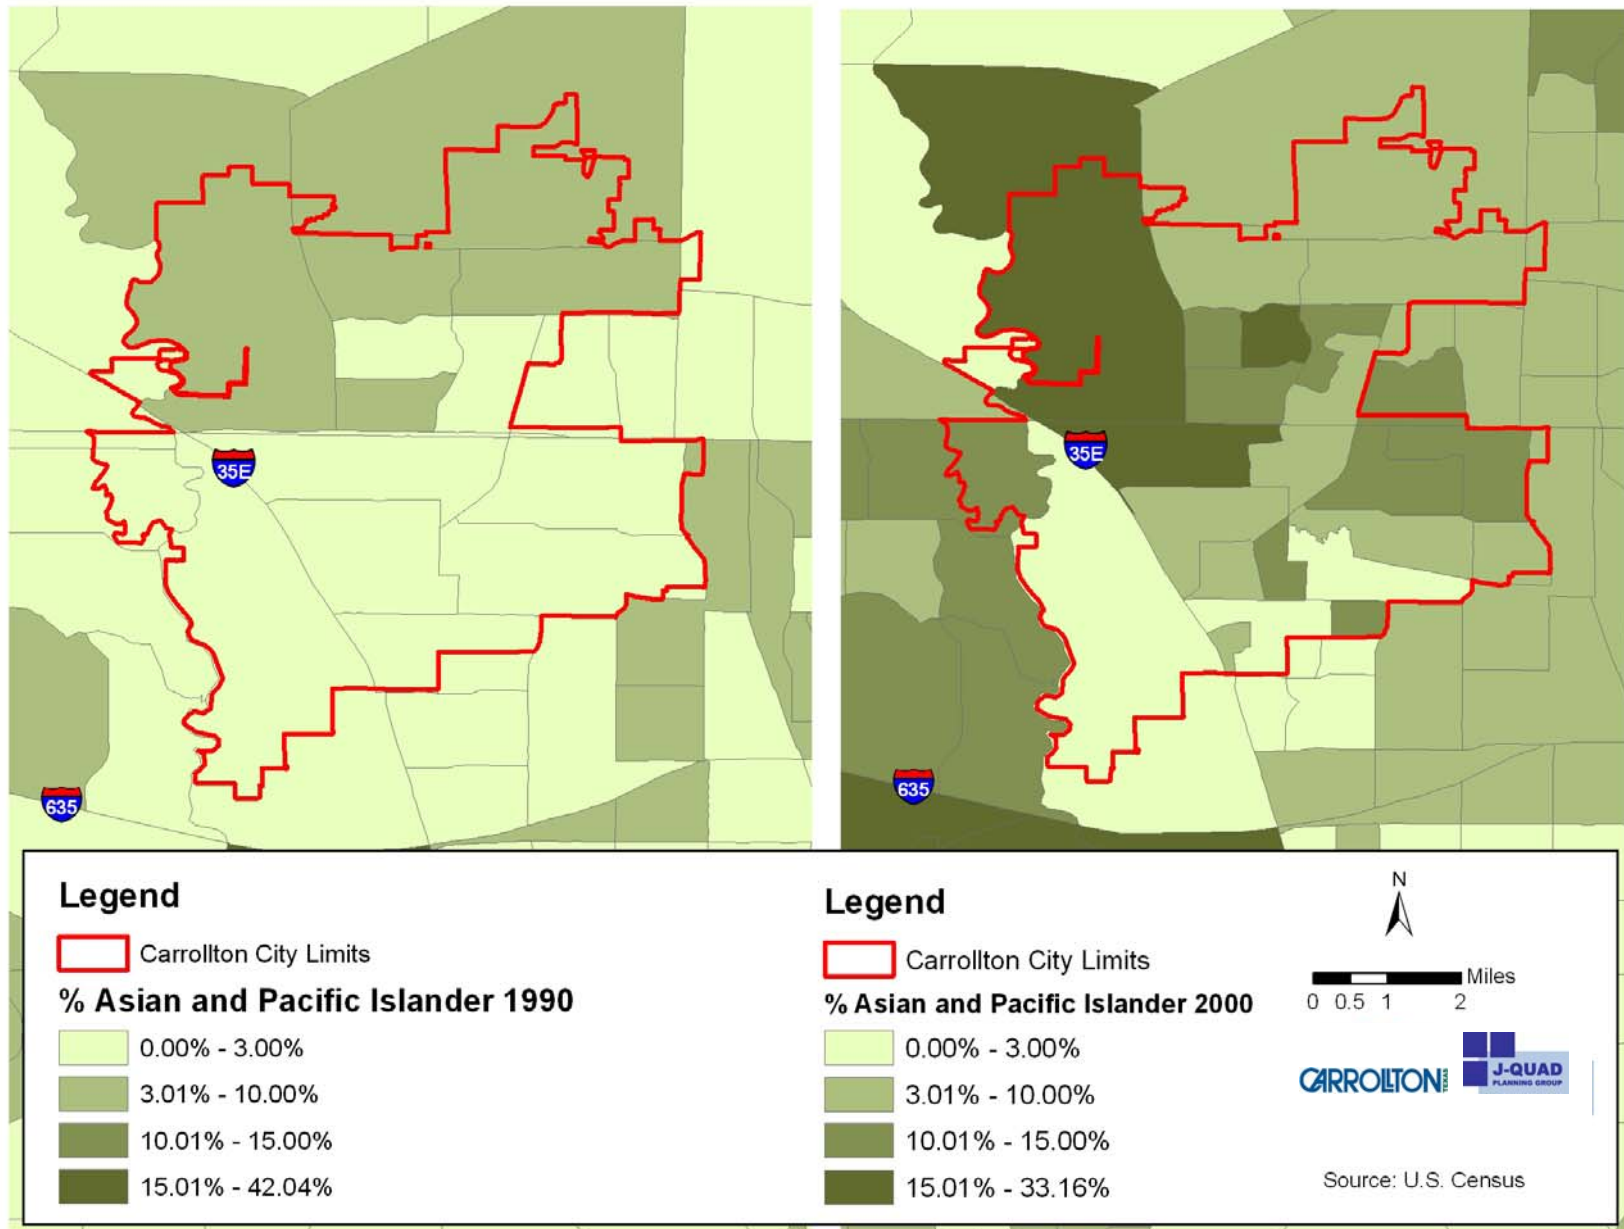 35E
635
35E
635
Legend
Carrollton City Limits
% Asian and Pacific Islander 1990
0.00% - 3.00%
3.01% - 10.00%
10.01% - 15.00%
15.01% - 42.04%
Legend
Carrollton City Limits
% Asian and Pacific Islander 2000
0.00% - 3.00%
3.01% - 10.00%
10.01% - 15.00%
15.01% - 33.16%
N
Miles
0 0.5 1 2
CARROLLTON TEXAS
J-QUAD
PLANNING GROUP
Source: U.S. Census